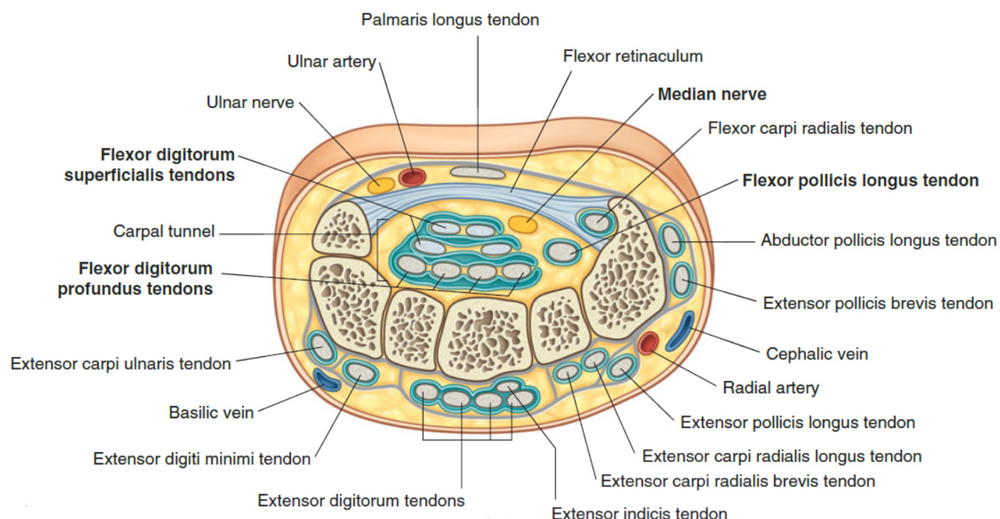 Palmaris longus tendon
Ulnar artery
Flexor retinaculum
Ulnar nerve
Median nerve
Flexor carpi radialis tendon
Flexor digitorum
superficialis tendons
Flexor pollicis longus tendon
Carpal tunnel
Abductor pollicis longus tendon
Flexor digitorum
profundus tendons
Extensor pollicis brevis tendon
Cephalic vein
Extensor carpi ulnaris tendon
Radial artery
Basilic vein
Extensor pollicis longus tendon
Extensor digiti minimi tendon
Extensor carpi radialis longus tendon
Extensor carpi radialis brevis tendon
Extensor digitorum tendons
Extensor indicis tendon